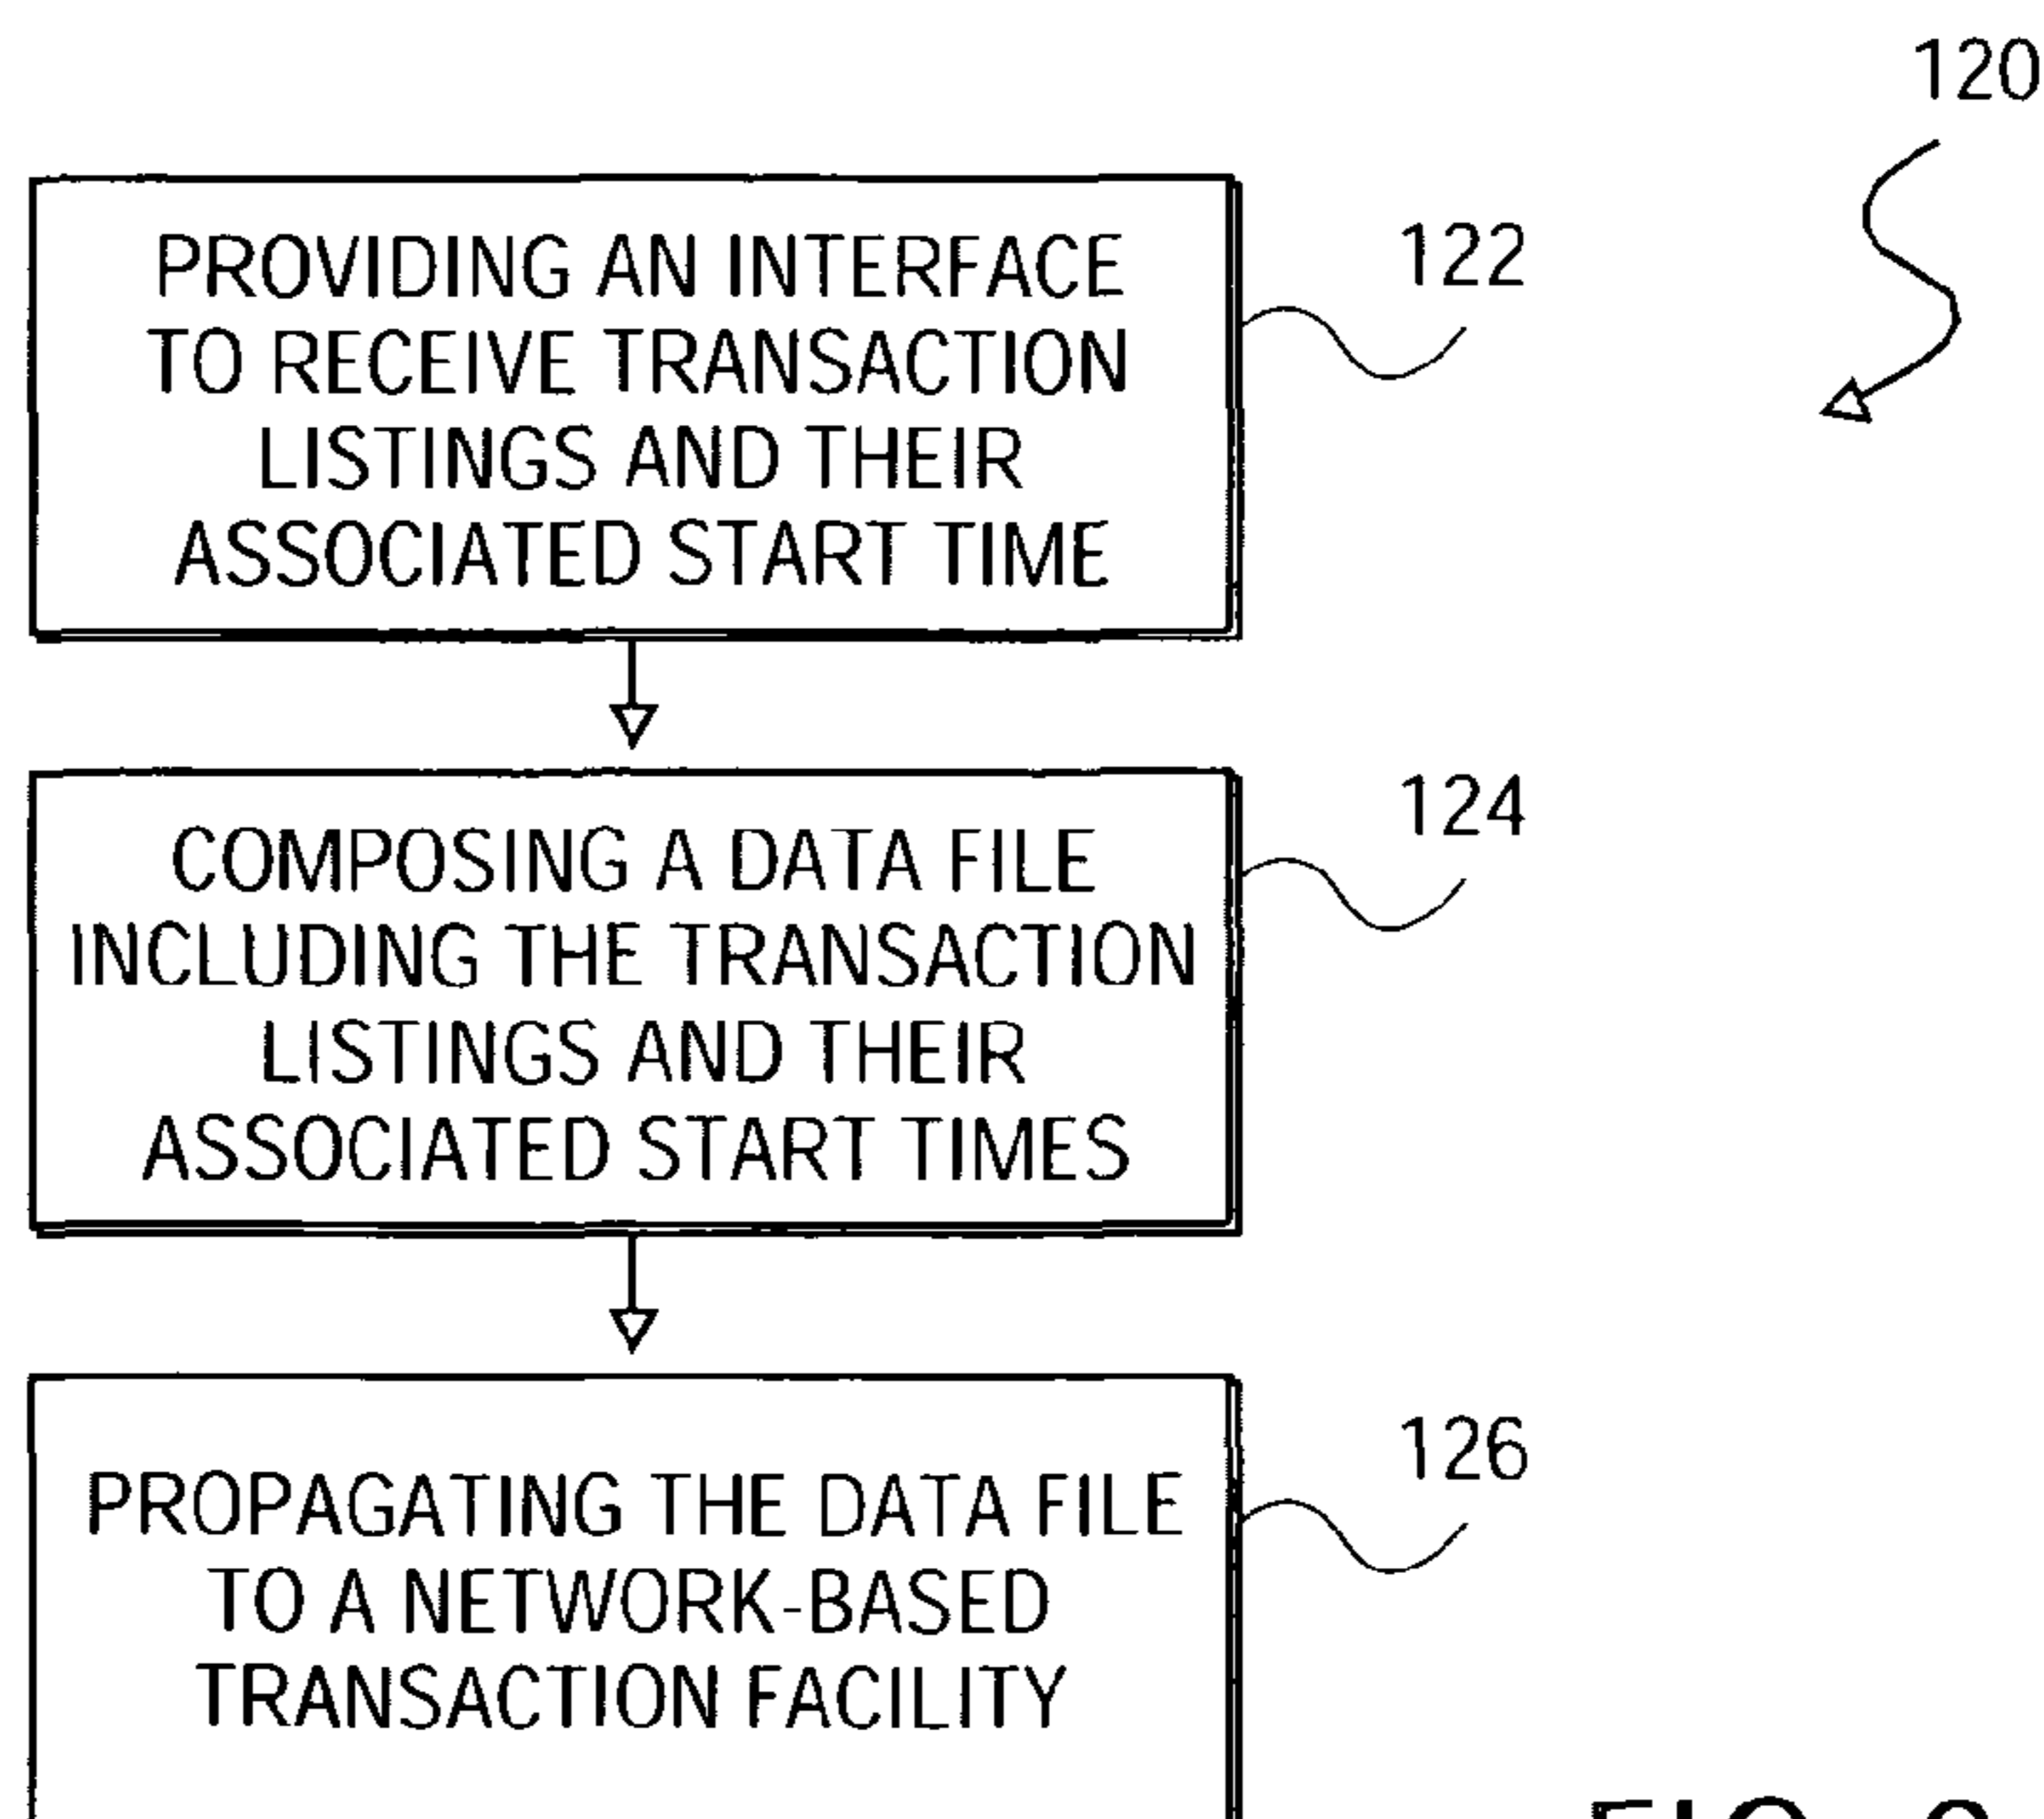 120
PROVIDING AN INTERFACE
TO RECEIVE TRANSACTION
LISTINGS AND THEIR
ASSOCIATED START TIME
122
COMPOSING A DATA FILE
INCLUDING THE TRANSACTION
LISTINGS AND THEIR
ASSOCIATED START TIMES
124
PROPAGATING THE DATA FILE
TO A NETWORK-BASED
TRANSACTION FACILITY
126